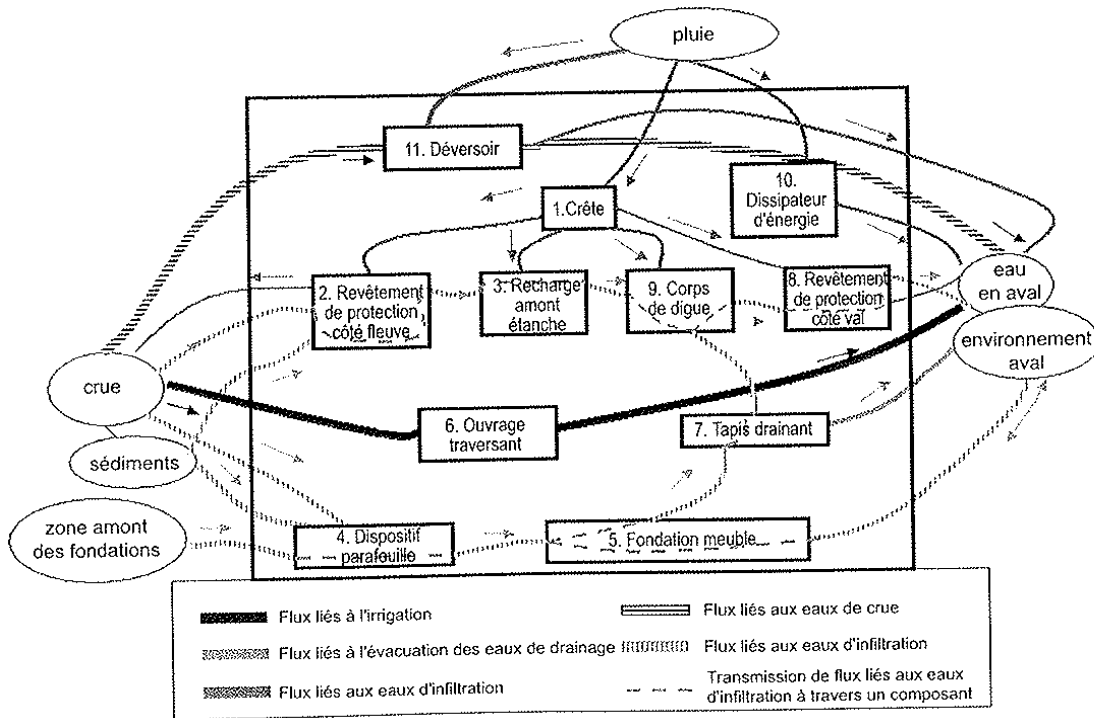 pluie
11. Déversoir
10.
Dissipateur
d'énergie
1.Crête
2. Revêtement
de protection
côté fleuve
3. Recharge
amont
étanche
9. Corps
de digue
8. Revêtement
de protection
côté val
eau
en aval
environnement
aval
crue
6. Ouvrage
traversant
7. Tapis drainant
sédiments
zone amont
des fondations
4. Dispositif
parafouille
5. Fondation meuble
Flux liés à l'irrigation
Flux liés aux eaux de crue
Flux liés à l'évacuation des eaux de drainage
Flux liés aux eaux d'infiltration
Flux liés aux eaux d'infiltration
Transmission de flux liés aux eaux
d'infiltration à travers un composant